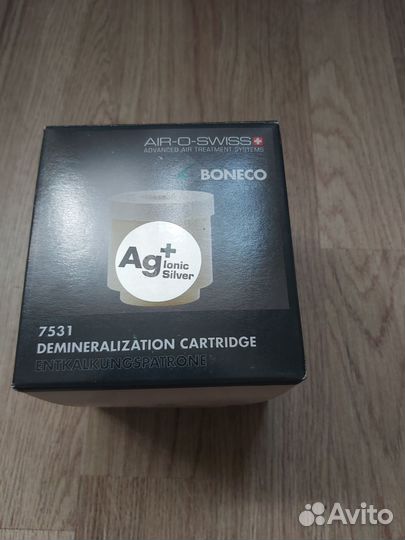 AIR-O-SWISS
ADVANCED AIR TREATMENT SYSTEMS
BONECO
Ag+
Ionic
Silver
7531
DEMINERALIZATION CARTRIDGE
ENTKALKUNGSPATRONE
Avito